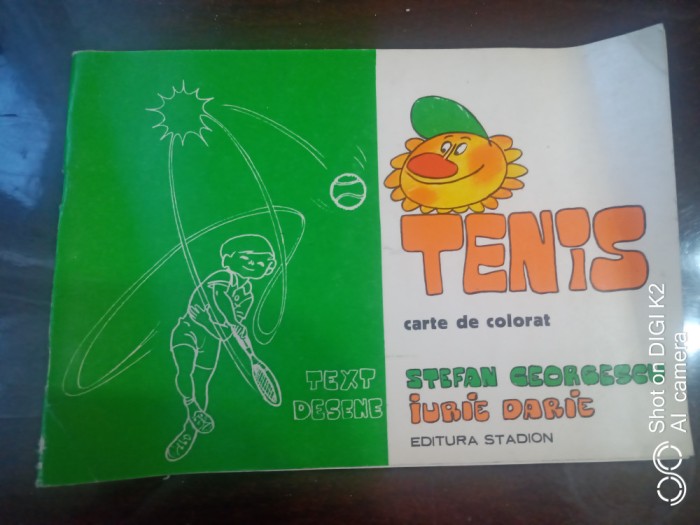 TENIS
carte de colorat
TEXT STEFAN GEORGESCU
DESENE IURIE DARIE
EDITURA STADION
Shot on DIGI K2
AI camera